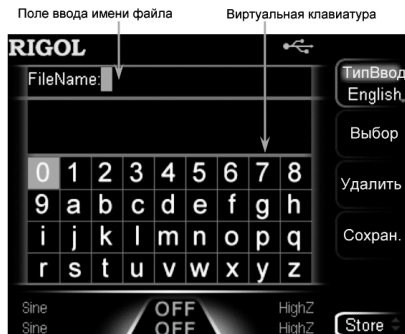 Поле ввода имени файла
Виртуальная клавиатура
RIGOL
FileName:
ТипВвод
English
Выбор
Удалить
Сохран.
0 1 2 3 4 5 6 7 8
9 a b c d e f g h
i j k l m n o p q
r s t u v w x y z
Sine OFF HighZ
Sine OFF HighZ
Store